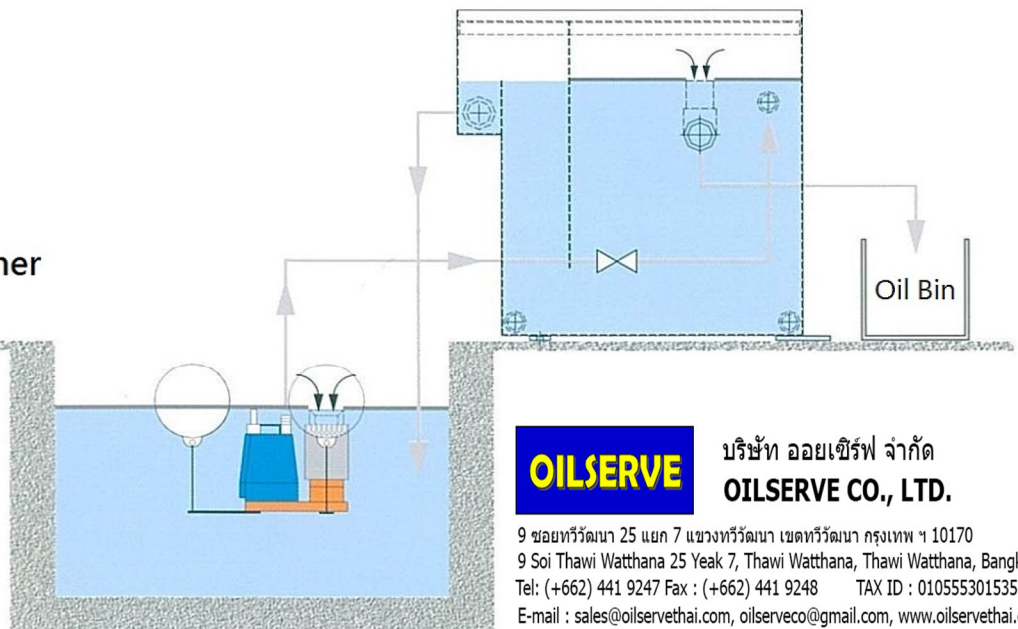 ner
Oil Bin
OILSERVE
บริษัท ออยเซิร์ฟ จำกัด
OILSERVE CO., LTD.
9 ซอยทวีวัฒนา 25 แยก 7 แขวงทวีวัฒนา เขตทวีวัฒนา กรุงเทพ ฯ 10170
9 Soi Thawi Watthana 25 Yeak 7, Thawi Watthana, Thawi Watthana, Bangk
Tel: (+662) 441 9247 Fax : (+662) 441 9248 TAX ID : 010555301535
E-mail : sales@oilservethai.com, oilserveco@gmail.com, www.oilservethai.